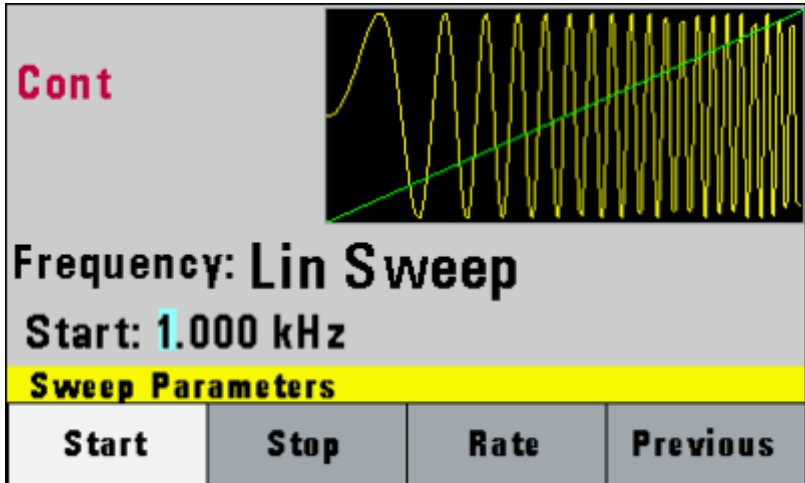 Cont
Frequency: Lin Sweep
Start: 1.000 kHz
Sweep Parameters
Start Stop Rate Previous